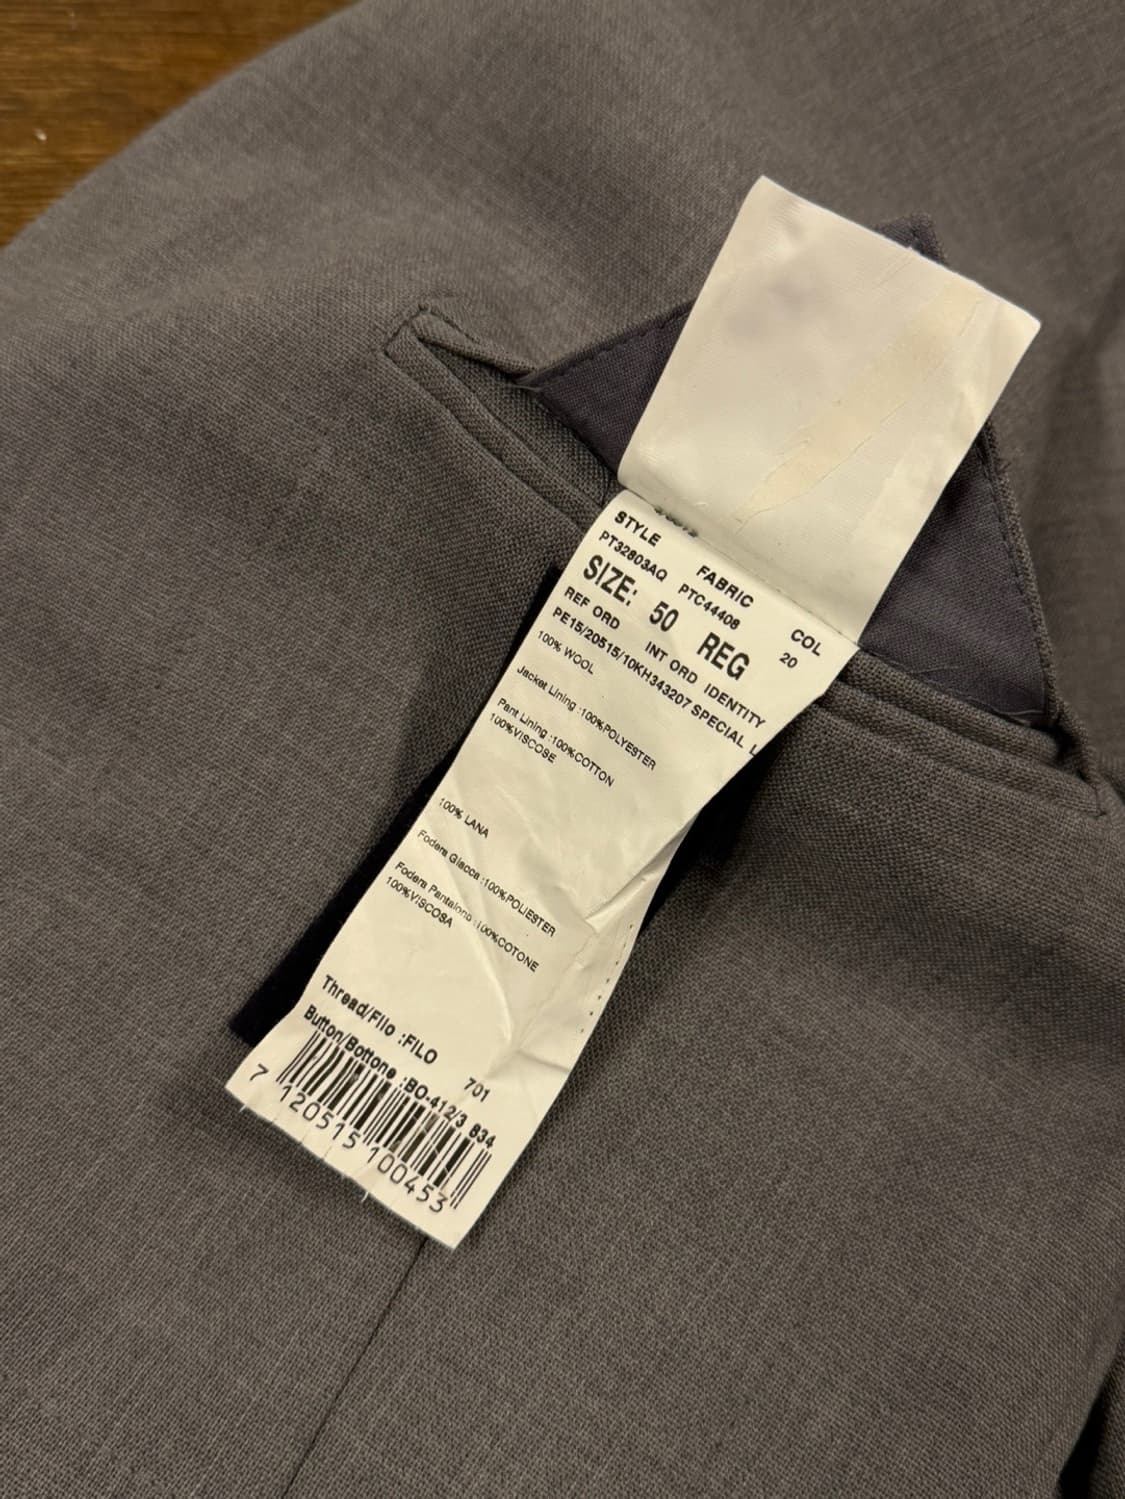 STYLE FABRIC COL
PT32803AQ PTC44408 20
SIZE: 50 REG
REF ORD INT ORD IDENTITY
PE15/20515/10KH343207 SPECIAL L
100% WOOL
Jacket Lining :100%POLYESTER
Pant Lining :100%COTTON
100%VISCOSE
100% LANA
Fodera Giacca :100%POLIESTER
Fodera Pantalone :100%COTONE
100%VISCOSA
Thread/Filo :FILO 701
Button/Bottone :BO-412/3 834
7 120515 100453